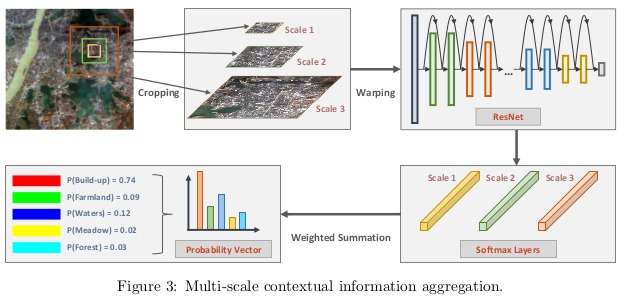 Scale 1
Scale 2
Scale 3
Cropping
Warping
...
ResNet
P(Build-up) = 0.74
P(Farmland) = 0.09
P(Waters) = 0.12
P(Meadow) = 0.02
P(Forest) = 0.03
Probability Vector
Weighted Summation
Scale 1 Scale 2 Scale 3
Softmax Layers
Figure 3: Multi-scale contextual information aggregation.